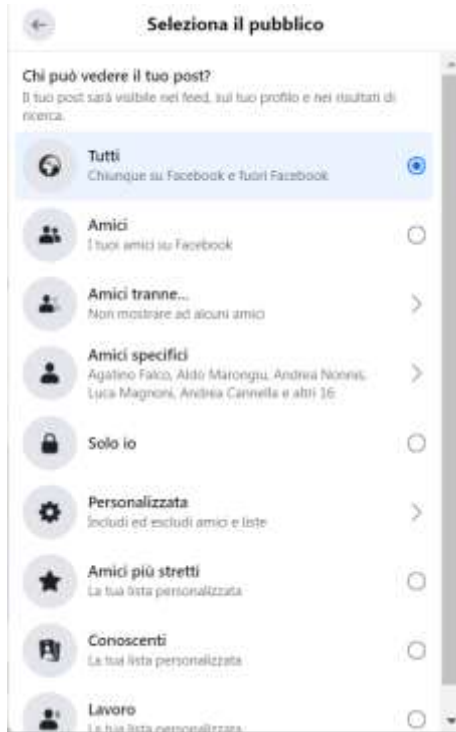 Seleziona il pubblico
Chi può vedere il tuo post?
Il tuo post sarà visibile nel feed, sul tuo profilo e nei risultati di
ricerca.
Tutti
Chiunque su Facebook e fuori Facebook
Amici
I tuoi amici su Facebook
Amici tranne...
Non mostrare ad alcuni amici
Amici specifici
Agatino Falco, Aldo Marongiu, Andrea Nonnis,
Luca Magnoni, Andrea Cannella e altri 16
Solo io
Personalizzata
Includi ed escludi amici e liste
Amici più stretti
La tua lista personalizzata
Conoscenti
La tua lista personalizzata
Lavoro
La tua lista personalizzata